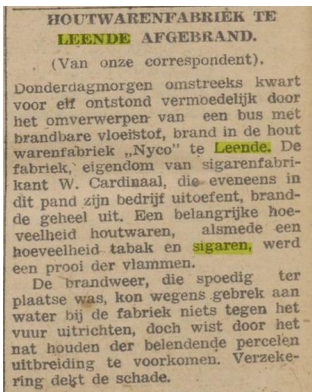 HOUTWARENFABRIEK TE
LEENDE AFGEBRAND.
(Van onze correspondent).
Donderdagmorgen omstreeks kwart
voor elf ontstond vermoedelijk door
het omverwerpen van een bus met
brandbare vloeistof, brand in de hout
warenfabriek „Nyco" te Leende. De
fabriek, eigendom van sigarenfabri-
kant W. Cardinaal, die eveneens in
dit pand zijn bedrijf uitoefent, brand-
de geheel uit. Een belangrijke hoe-
veelheid houtwaren, alsmede een
hoeveelheid tabak en sigaren, werd
een prooi der vlammen.
De brandweer, die spoedig ter
plaatse was, kon wegens gebrek aan
water bij de fabriek niets tegen het
vuur uitrichten, doch wist door het
nat houden der belendende percelen
uitbreiding te voorkomen. Verzeke-
ring dekt de schade.